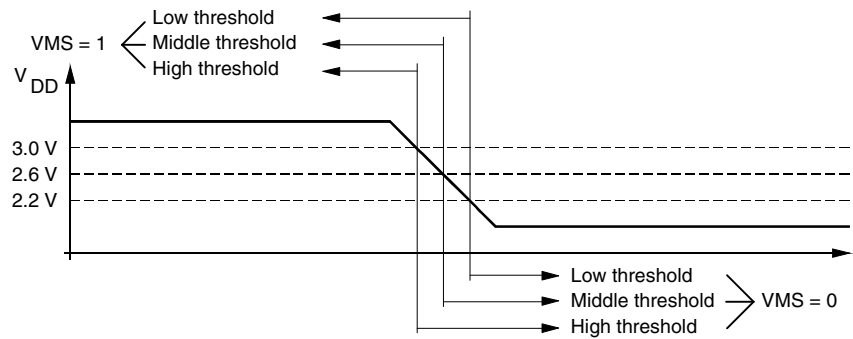 Low threshold
VMS = 1
Middle threshold
High threshold
V DD
3.0 V
2.6 V
2.2 V
Low threshold
Middle threshold
VMS = 0
High threshold